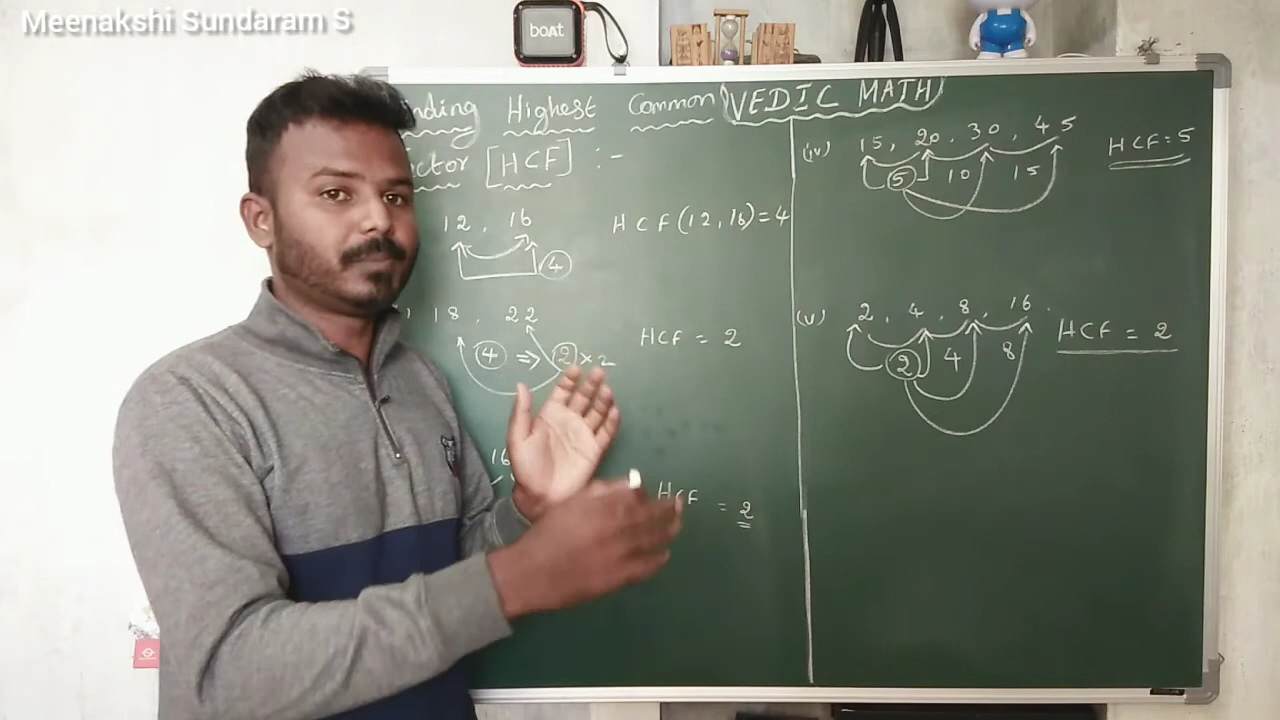 Meenakshi Sundaram S
boAt
inding Highest Common
VEDIC MATH
ctor [HCF] :-
12, 16
HCF(12,16)=4
4
18, 22
HCF = 2
4 ⇒ 2×2
16
HCF = 2
(iv) 15, 20, 30, 45
HCF=5
5 10 15
(v) 2, 4, 8, 16
HCF = 2
2 4 8